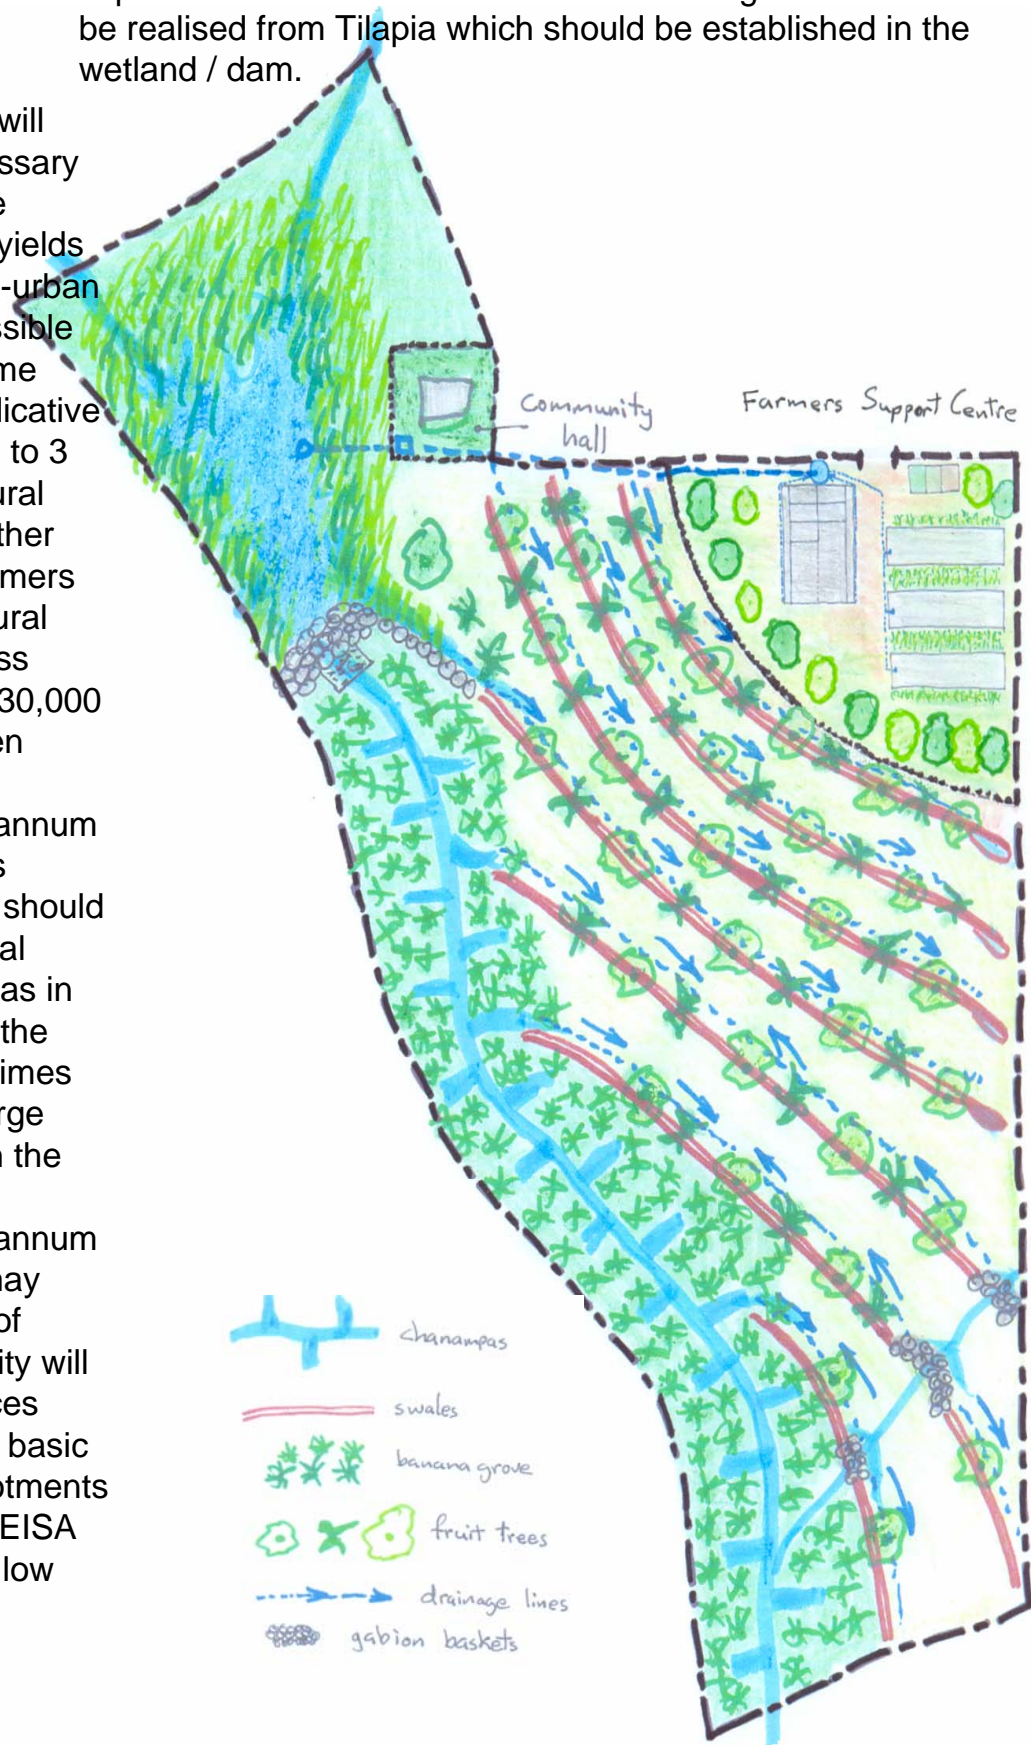 be realised from Tilapia which should be established in the
wetland / dam.
will
ssary
e
yields
-urban
ssible
me
dicative
to 3
ural
ther
mers
ural
ss
30,000
en
annum
s
should
al
as in
the
imes
rge
n the
annum
may
of
ity will
ces
basic
otments
EISA
low
Community
hall
Farmers Support Centre
chanampas
swales
banana grove
fruit trees
drainage lines
gabion baskets